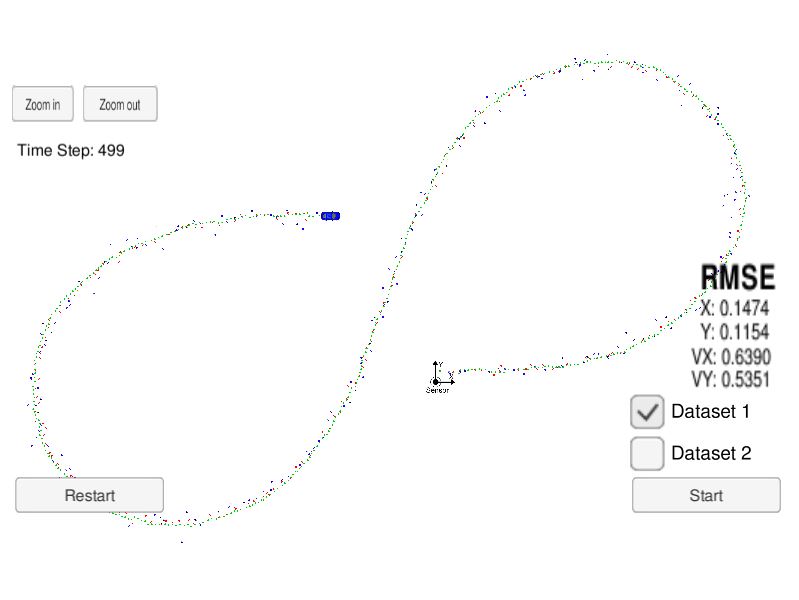 Zoom in
Zoom out
Time Step: 499
RMSE
X: 0.1474
Y: 0.1154
VX: 0.6390
VY: 0.5351
Y
X
Sensor
Dataset 1
Dataset 2
Restart
Start